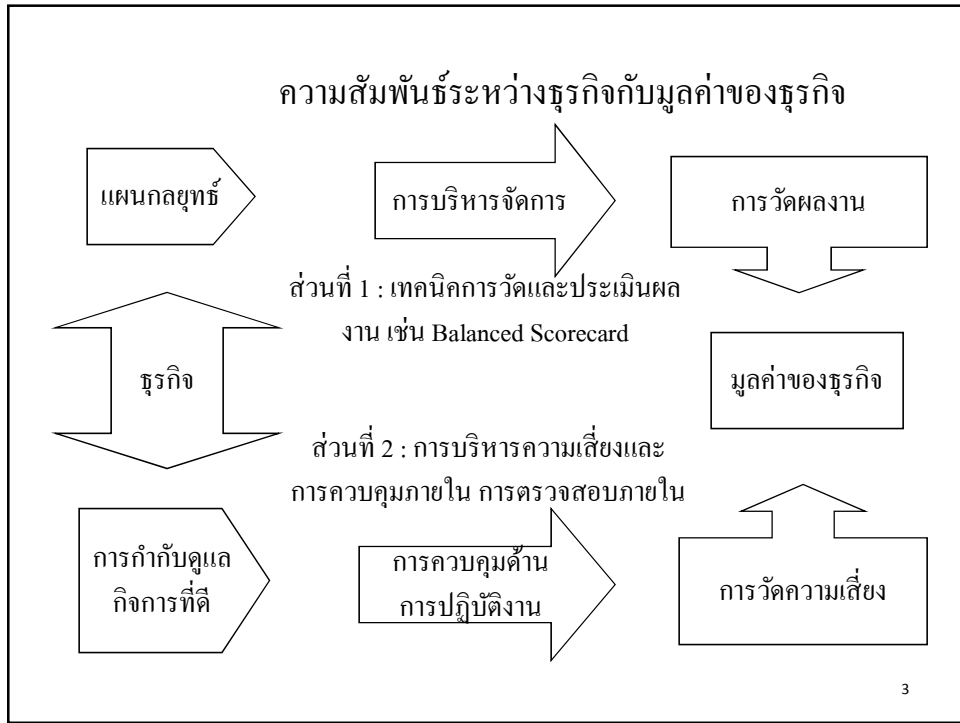 ความสัมพันธ์ระหว่างธุรกิจกับมูลค่าของธุรกิจ
แผนกลยุทธ์
การบริหารจัดการ
การวัดผลงาน
ส่วนที่ 1 : เทคนิคการวัดและประเมินผล
งาน เช่น Balanced Scorecard
ธุรกิจ
มูลค่าของธุรกิจ
ส่วนที่ 2 : การบริหารความเสี่ยงและ
การควบคุมภายใน การตรวจสอบภายใน
การกำกับดูแล
กิจการที่ดี
การควบคุมด้าน
การปฏิบัติงาน
การวัดความเสี่ยง
3